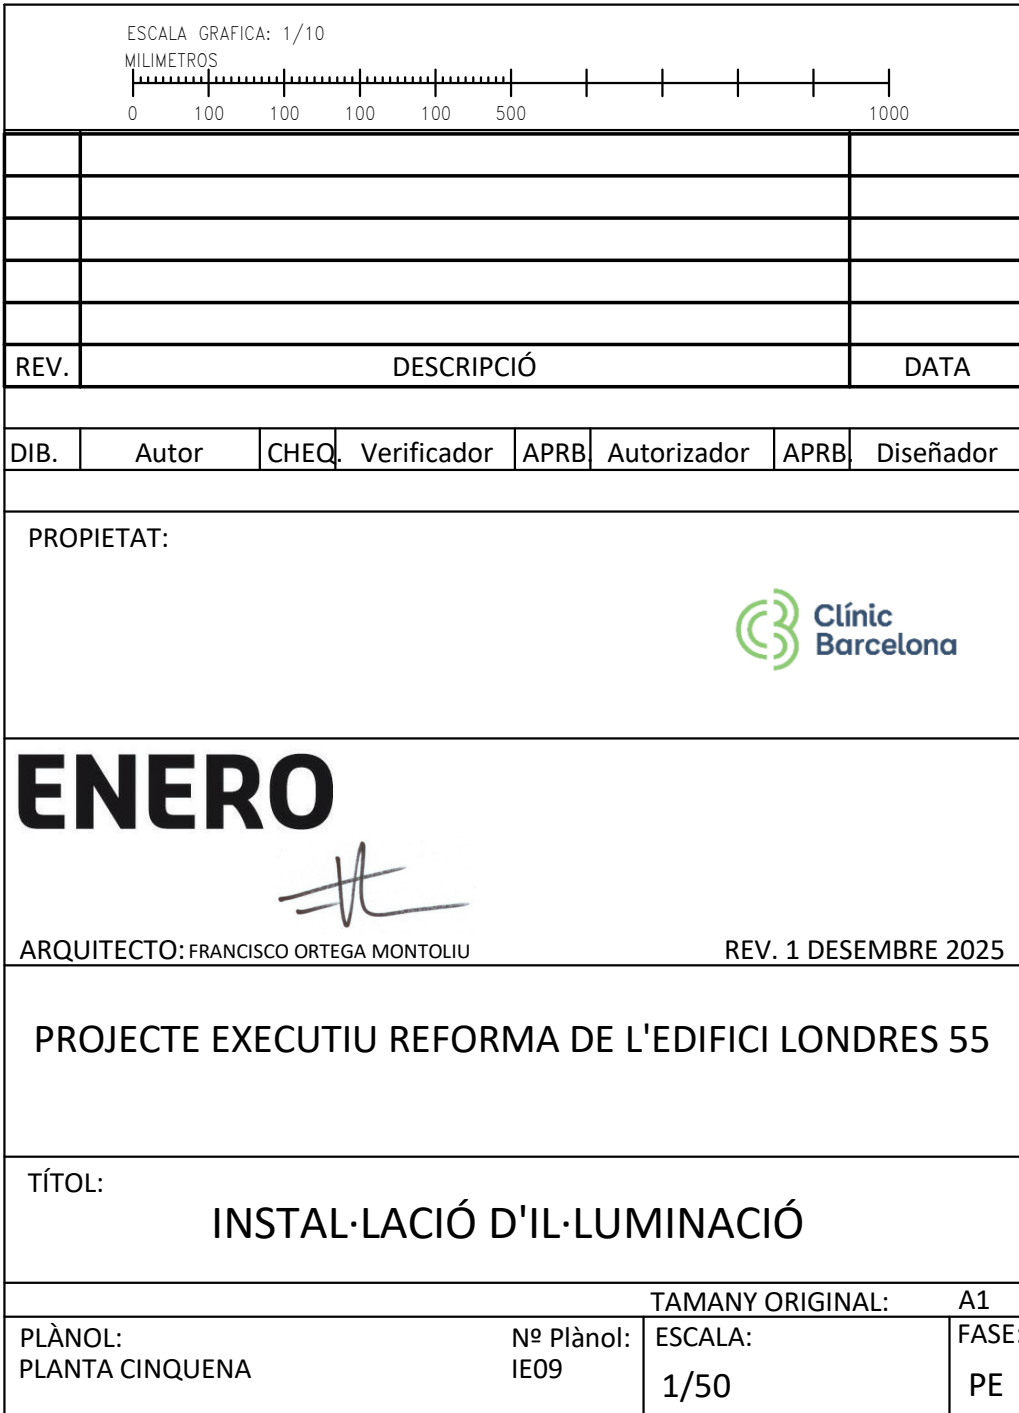 ESCALA GRAFICA: 1/10
MILIMETROS
0 100 100 100 100 500 1000
REV. DESCRIPCIÓ DATA
DIB. Autor CHEQ. Verificador APRB. Autorizador APRB. Diseñador
PROPIETAT:
Clínic
Barcelona
ENERO
ARQUITECTO: FRANCISCO ORTEGA MONTOLIU REV. 1 DESEMBRE 2025
PROJECTE EXECUTIU REFORMA DE L'EDIFICI LONDRES 55
TÍTOL:
INSTAL·LACIÓ D'IL·LUMINACIÓ
TAMANY ORIGINAL: A1
PLÀNOL: Nº Plànol: ESCALA: FASE:
PLANTA CINQUENA IE09 1/50 PE